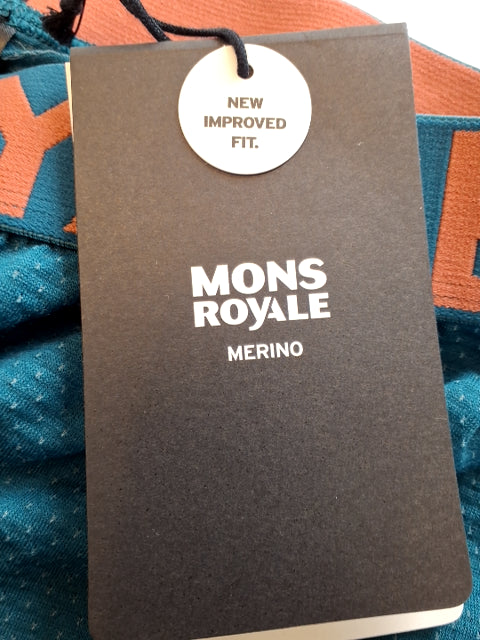 NEW
IMPROVED
FIT.
MONS
ROYALE
MERINO
Y